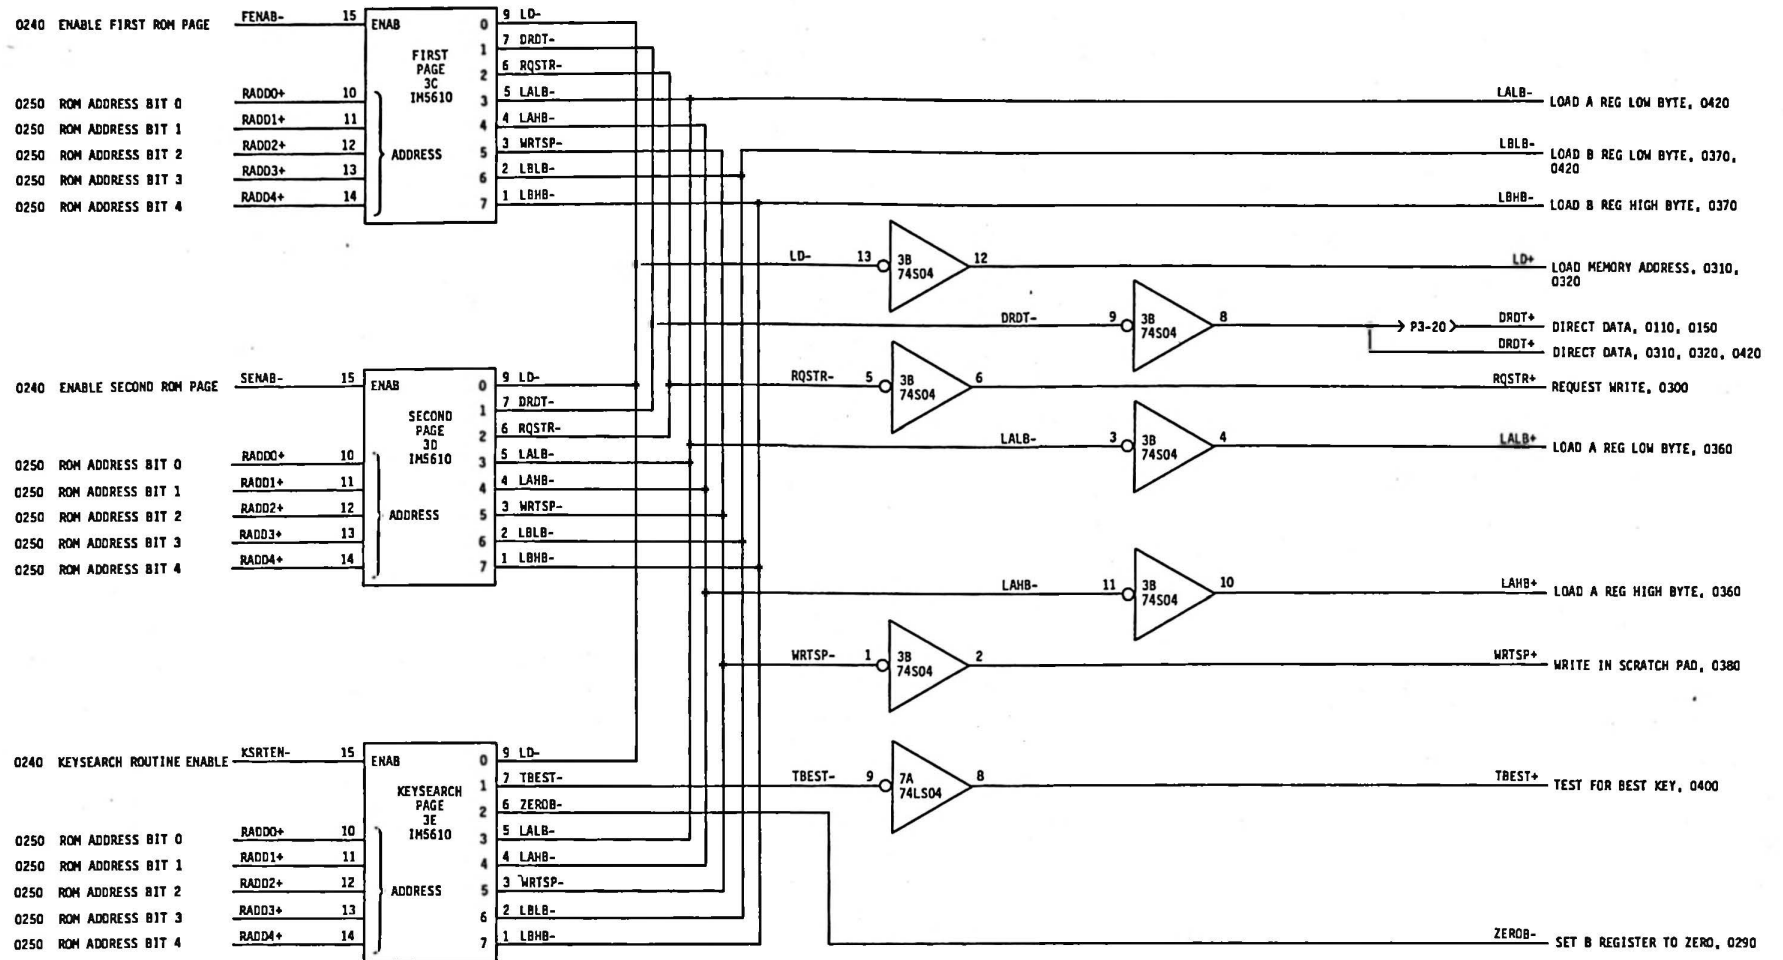 0240 ENABLE FIRST ROM PAGE FENAB- 15 ENAB 0 9 LD-
1 7 DRDT-
FIRST
PAGE
3C
IM5610
2 6 RQSTR-
0250 ROM ADDRESS BIT 0 RADD0+ 10 3 5 LALB- LALB- LOAD A REG LOW BYTE, 0420
0250 ROM ADDRESS BIT 1 RADD1+ 11 4 4 LAHB-
0250 ROM ADDRESS BIT 2 RADD2+ 12 ADDRESS 5 3 WRTSP- LBLB- LOAD B REG LOW BYTE, 0370,
0420
0250 ROM ADDRESS BIT 3 RADD3+ 13 6 2 LBLB-
0250 ROM ADDRESS BIT 4 RADD4+ 14 7 1 LBHB- LBHB- LOAD B REG HIGH BYTE, 0370
LD- 13 3B
74S04 12 LD+ LOAD MEMORY ADDRESS, 0310,
0320
DRDT- 9 3B
74S04 8 P3-20 DRDT+ DIRECT DATA, 0110, 0150
DRDT+ DIRECT DATA, 0310, 0320, 0420
0240 ENABLE SECOND ROM PAGE SENAB- 15 ENAB 0 9 LD-
RQSTR- 5 3B
74S04 6 RQSTR+ REQUEST WRITE, 0300
1 7 DRDT-
SECOND
PAGE
3D
IM5610
2 6 RQSTR-
LALB- 3 3B
74S04 4 LALB+ LOAD A REG LOW BYTE, 0360
0250 ROM ADDRESS BIT 0 RADD0+ 10 3 5 LALB-
0250 ROM ADDRESS BIT 1 RADD1+ 11 4 4 LAHB-
0250 ROM ADDRESS BIT 2 RADD2+ 12 ADDRESS 5 3 WRTSP-
0250 ROM ADDRESS BIT 3 RADD3+ 13 6 2 LBLB-
0250 ROM ADDRESS BIT 4 RADD4+ 14 7 1 LBHB-
LAHB- 11 3B
74S04 10 LAHB+ LOAD A REG HIGH BYTE, 0360
WRTSP- 1 3B
74S04 2 WRTSP+ WRITE IN SCRATCH PAD, 0380
0240 KEYSEARCH ROUTINE ENABLE KSRTEN- 15 ENAB 0 9 LD-
1 7 TBEST- TBEST- 9 7A
74LS04 8 TBEST+ TEST FOR BEST KEY, 0400
KEYSEARCH
PAGE
3E
IM5610
2 6 ZEROB-
0250 ROM ADDRESS BIT 0 RADD0+ 10 3 5 LALB-
0250 ROM ADDRESS BIT 1 RADD1+ 11 4 4 LAHB-
0250 ROM ADDRESS BIT 2 RADD2+ 12 ADDRESS 5 3 WRTSP-
0250 ROM ADDRESS BIT 3 RADD3+ 13 6 2 LBLB-
0250 ROM ADDRESS BIT 4 RADD4+ 14 7 1 LBHB- ZEROB- SET B REGISTER TO ZERO, 0290